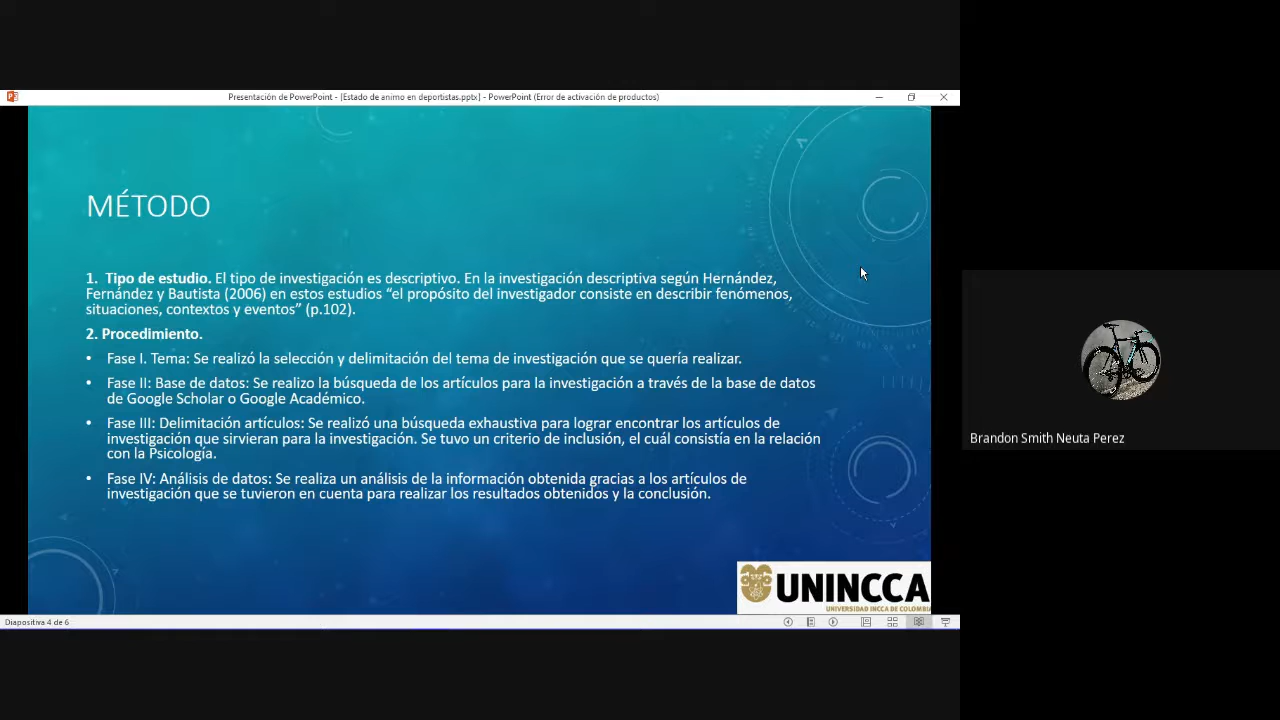 Presentación de PowerPoint - [Estado de animo en deportistas.pptx] - PowerPoint (Error de activación de productos)
MÉTODO
1. Tipo de estudio. El tipo de investigación es descriptivo. En la investigación descriptiva según Hernández,
Fernández y Bautista (2006) en estos estudios “el propósito del investigador consiste en describir fenómenos,
situaciones, contextos y eventos” (p.102).
2. Procedimiento.
• Fase I. Tema: Se realizó la selección y delimitación del tema de investigación que se quería realizar.
• Fase II: Base de datos: Se realizo la búsqueda de los artículos para la investigación a través de la base de datos
de Google Scholar o Google Académico.
• Fase III: Delimitación artículos: Se realizó una búsqueda exhaustiva para lograr encontrar los artículos de
investigación que sirvieran para la investigación. Se tuvo un criterio de inclusión, el cuál consistía en la relación
con la Psicología.
• Fase IV: Análisis de datos: Se realiza un análisis de la información obtenida gracias a los artículos de
investigación que se tuvieron en cuenta para realizar los resultados obtenidos y la conclusión.
UNINCCA
UNIVERSIDAD INCCA DE COLOMBIA
Diapositiva 4 de 6
Brandon Smith Neuta Perez